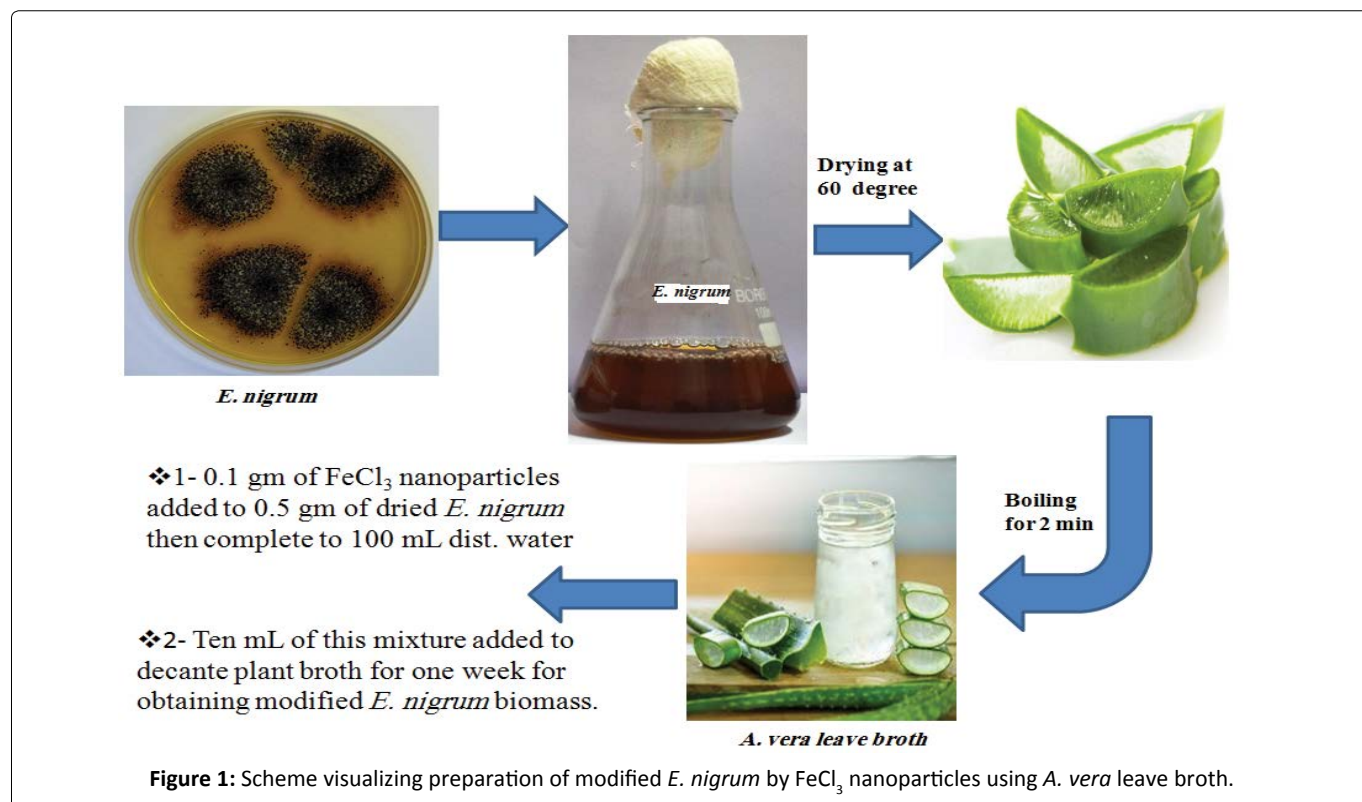 E. nigrum
E. nigrum
Drying at
60 degree
Boiling
for 2 min
A. vera leave broth
❖1- 0.1 gm of FeCl₃ nanoparticles
added to 0.5 gm of dried E. nigrum
then complete to 100 mL dist. water
❖2- Ten mL of this mixture added to
decante plant broth for one week for
obtaining modified E. nigrum biomass.
Figure 1: Scheme visualizing preparation of modified E. nigrum by FeCl₃ nanoparticles using A. vera leave broth.